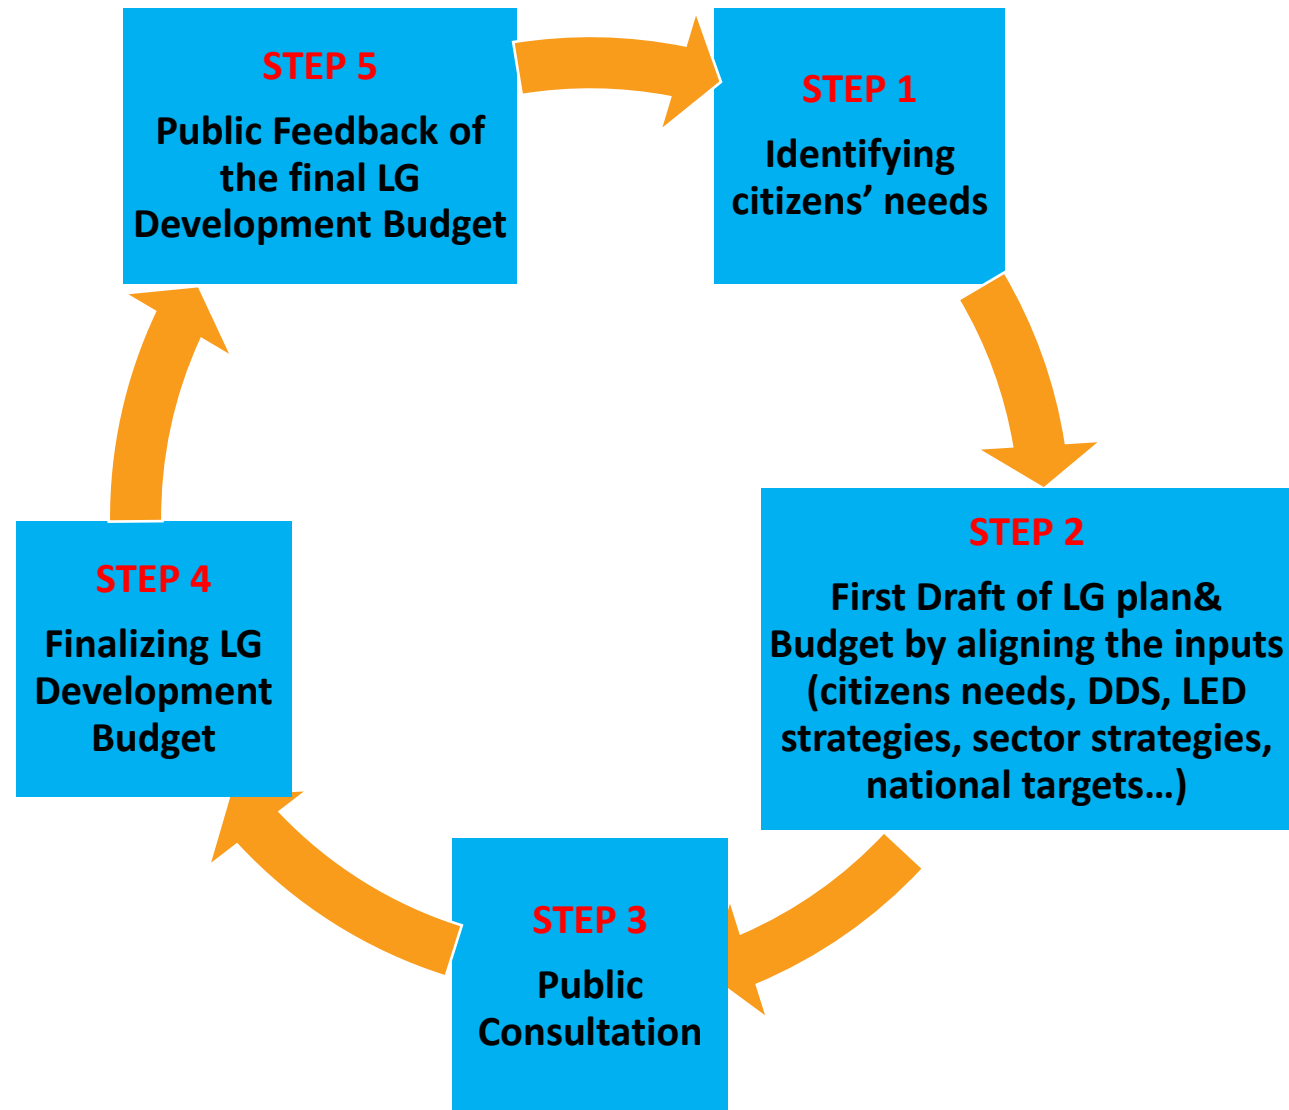 STEP 1
Identifying
citizens’ needs
STEP 2
First Draft of LG plan&
Budget by aligning the inputs
(citizens needs, DDS, LED
strategies, sector strategies,
national targets…)
STEP 3
Public
Consultation
STEP 4
Finalizing LG
Development
Budget
STEP 5
Public Feedback of
the final LG
Development Budget